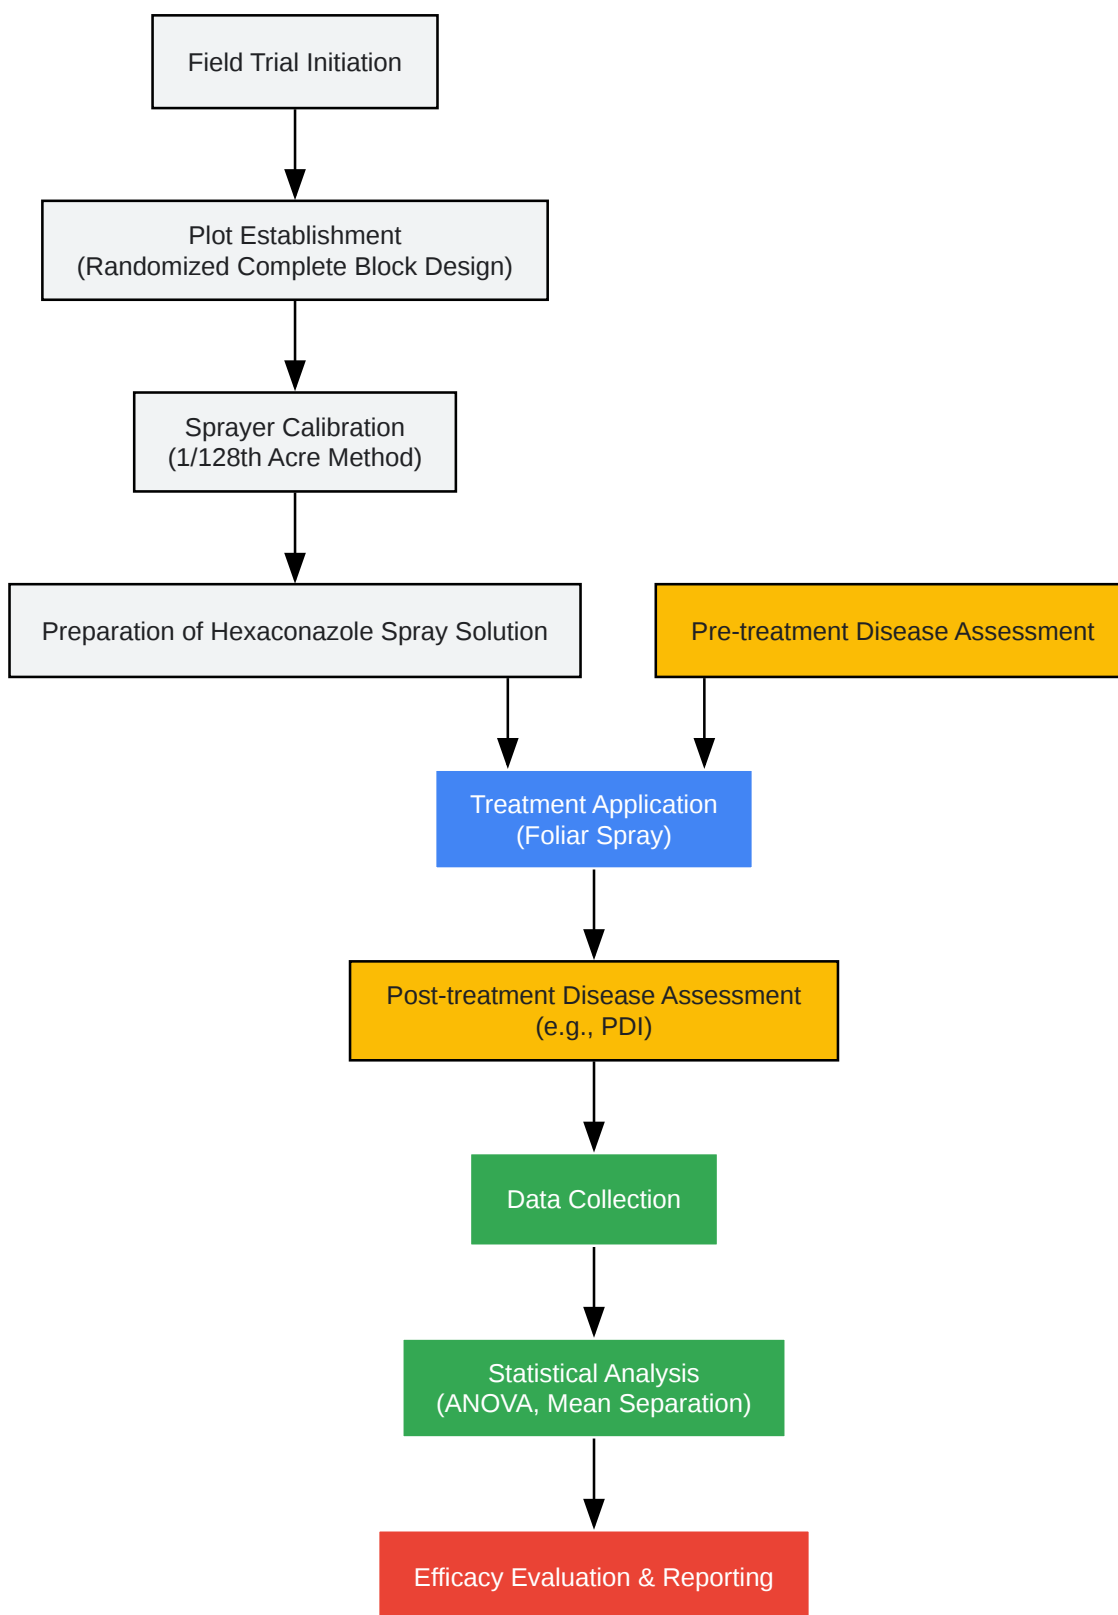 Field Trial Initiation
Plot Establishment
(Randomized Complete Block Design)
Sprayer Calibration
(1/128th Acre Method)
Preparation of Hexaconazole Spray Solution
Pre-treatment Disease Assessment
Treatment Application
(Foliar Spray)
Post-treatment Disease Assessment
(e.g., PDI)
Data Collection
Statistical Analysis
(ANOVA, Mean Separation)
Efficacy Evaluation & Reporting